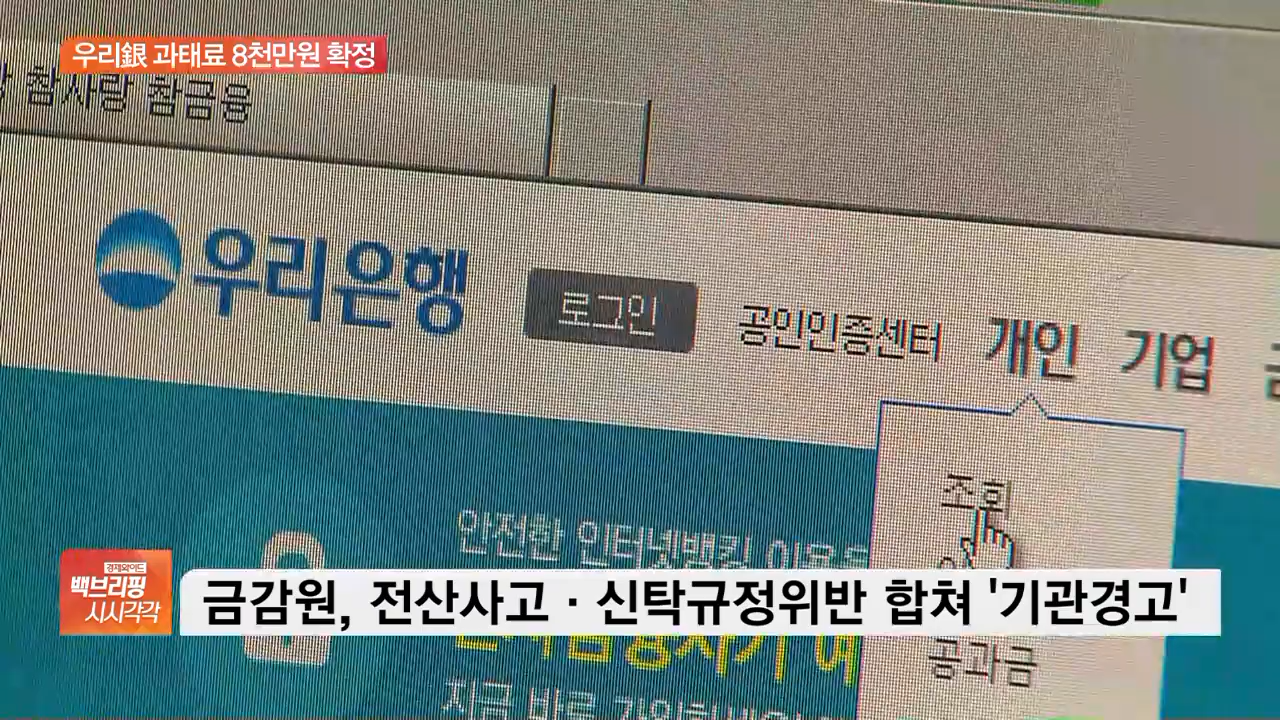 우리銀 과태료 8천만원 확정
참사랑 참금융
우리은행
로그인
공인인증센터
개인
기업
조회
안전한 인터넷뱅킹 이용을
경제와이드
백브리핑
시시각각
금감원, 전산사고·신탁규정위반 합쳐 '기관경고'
공과금
지금 바로